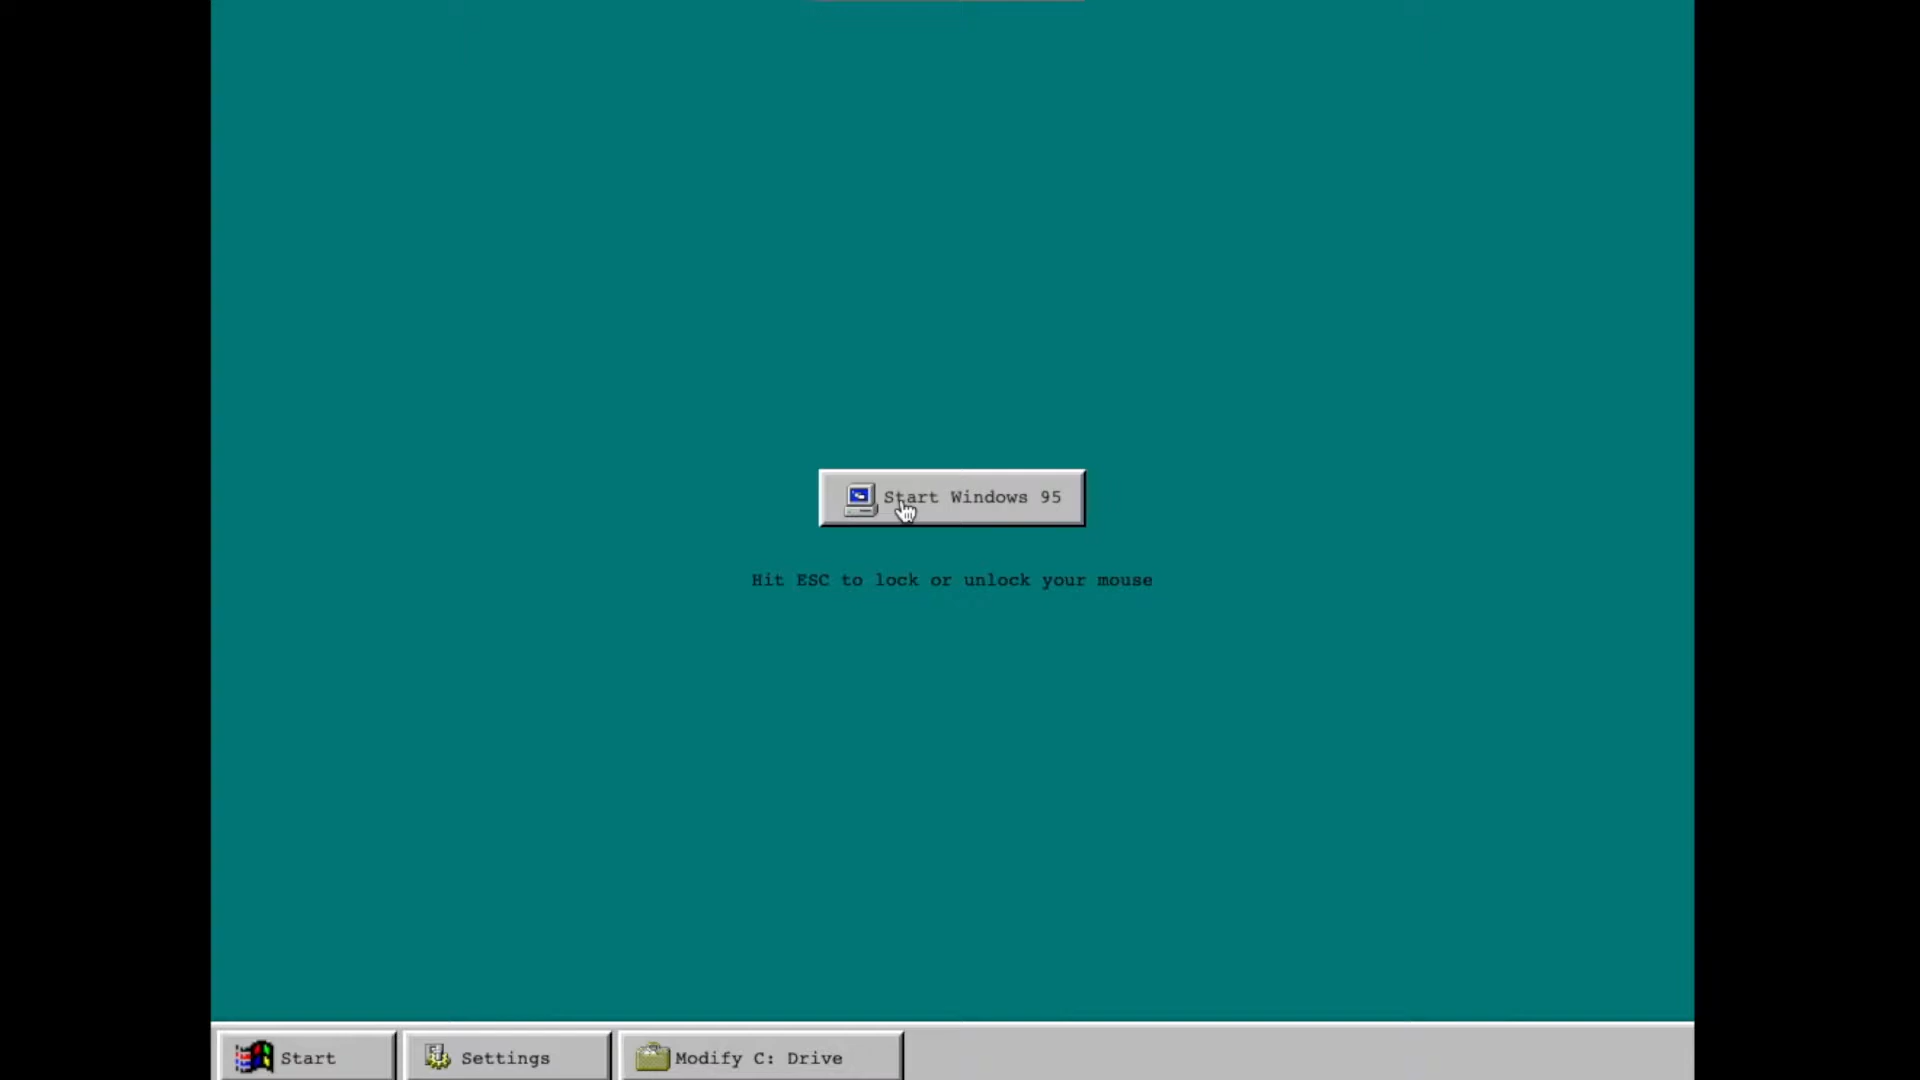 Start Windows 95
Hit ESC to lock or unlock your mouse
Start
Settings
Modify C: Drive